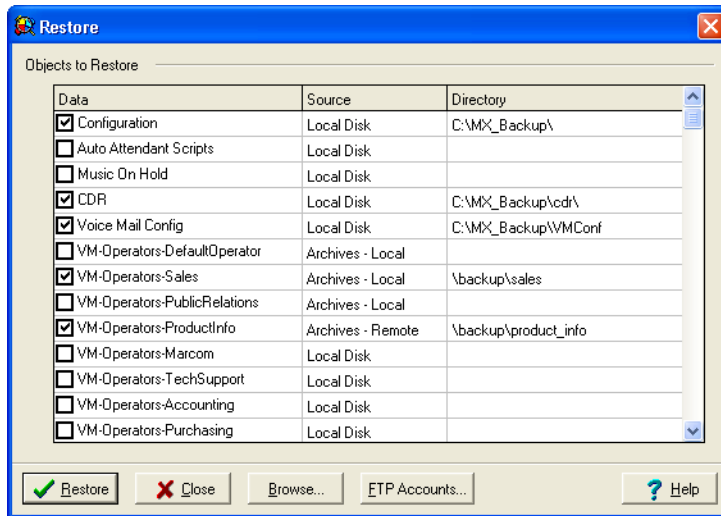 Restore
Objects to Restore
Data Source Directory
Configuration Local Disk C:\MX_Backup\
Auto Attendant Scripts Local Disk
Music On Hold Local Disk
CDR Local Disk C:\MX_Backup\cdr\
Voice Mail Config Local Disk C:\MX_Backup\VMConf
VM-Operators-DefaultOperator Archives - Local
VM-Operators-Sales Archives - Local \backup\sales
VM-Operators-PublicRelations Archives - Local
VM-Operators-ProductInfo Archives - Remote \backup\product_info
VM-Operators-Marcom Local Disk
VM-Operators-TechSupport Local Disk
VM-Operators-Accounting Local Disk
VM-Operators-Purchasing Local Disk
Restore Close Browse... FTP Accounts... Help